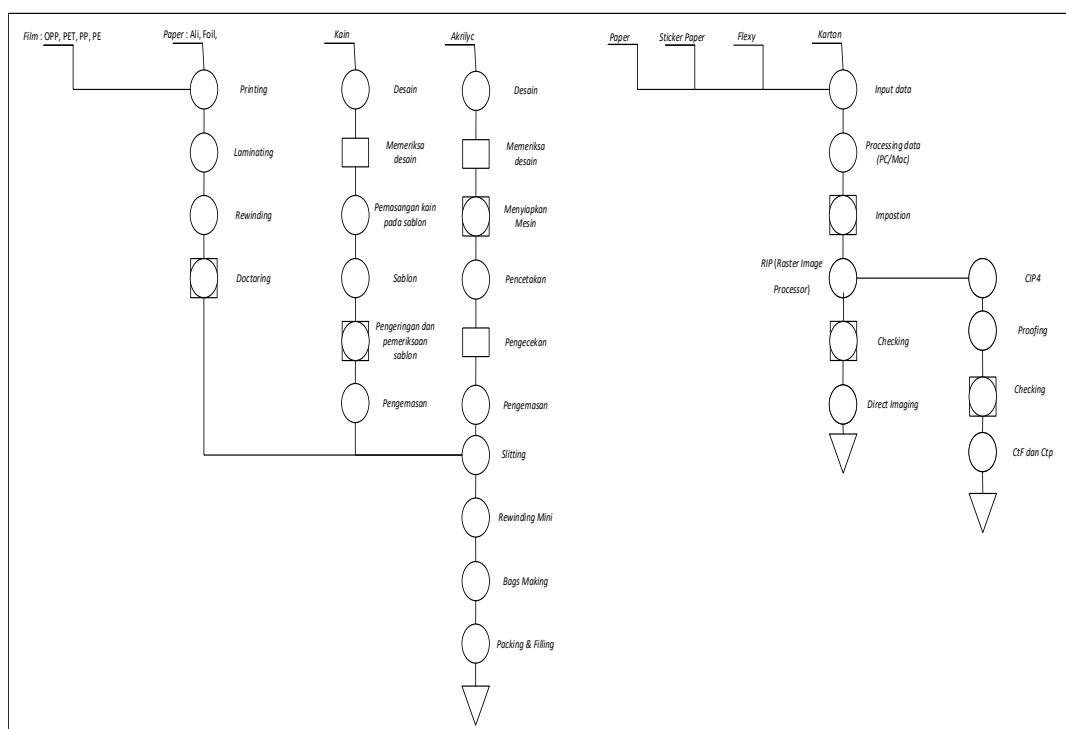 Film : OPP, PET, PP, PE
Paper : Ali, Foil,
Printing
Laminating
Rewinding
Doctoring
Kain
Desain
Memeriksa
desain
Pemasangan kain
pada sablon
Sablon
Pengeringan dan
pemeriksaan
sablon
Pengemasan
Akrilyc
Desain
Memeriksa
desain
Menyiapkan
Mesin
Pencetakan
Pengecekan
Pengemasan
Slitting
Rewinding Mini
Bags Making
Packing & Filling
Paper
Sticker Paper
Flexy
Karton
Input data
Processing data
(PC/Mac)
Impostion
RIP (Raster Image
Processor)
Checking
Direct Imaging
CIP4
Proofing
Checking
CtF dan Ctp